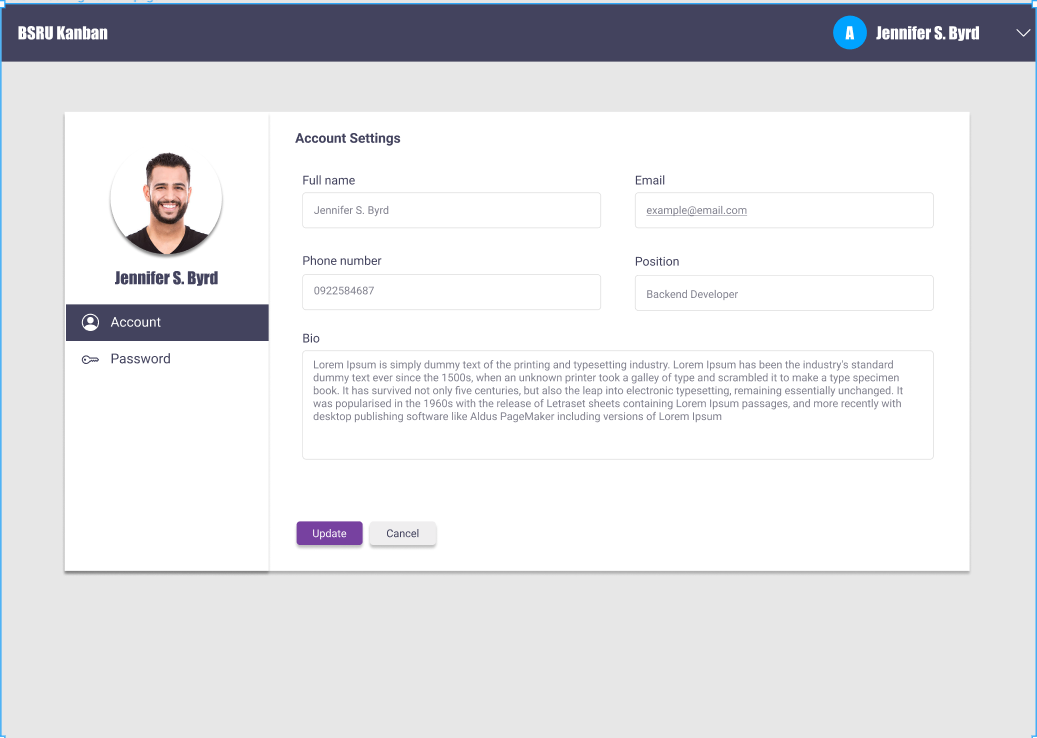 BSRU Kanban
A
Jennifer S. Byrd
Jennifer S. Byrd
Account
Password
Account Settings
Full name
Jennifer S. Byrd
Email
example@email.com
Phone number
0922584687
Position
Backend Developer
Bio
Lorem Ipsum is simply dummy text of the printing and typesetting industry. Lorem Ipsum has been the industry's standard
dummy text ever since the 1500s, when an unknown printer took a galley of type and scrambled it to make a type specimen
book. It has survived not only five centuries, but also the leap into electronic typesetting, remaining essentially unchanged. It
was popularised in the 1960s with the release of Letraset sheets containing Lorem Ipsum passages, and more recently with
desktop publishing software like Aldus PageMaker including versions of Lorem Ipsum
Update
Cancel